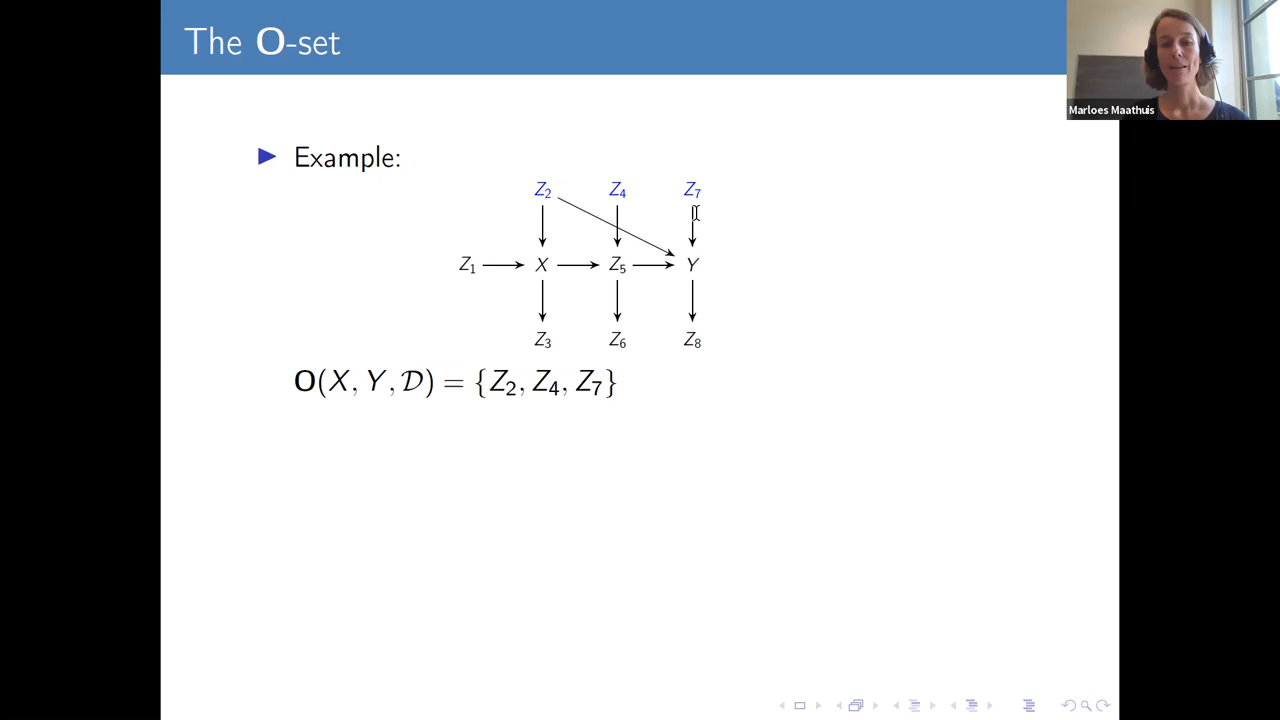 The O-set
Marloes Maathuis
▶ Example:
Z₂ Z₄ Z₇
Z₁ X Z₅ Y
Z₃ Z₆ Z₈
O(X, Y, 𝒟) = {Z₂, Z₄, Z₇}